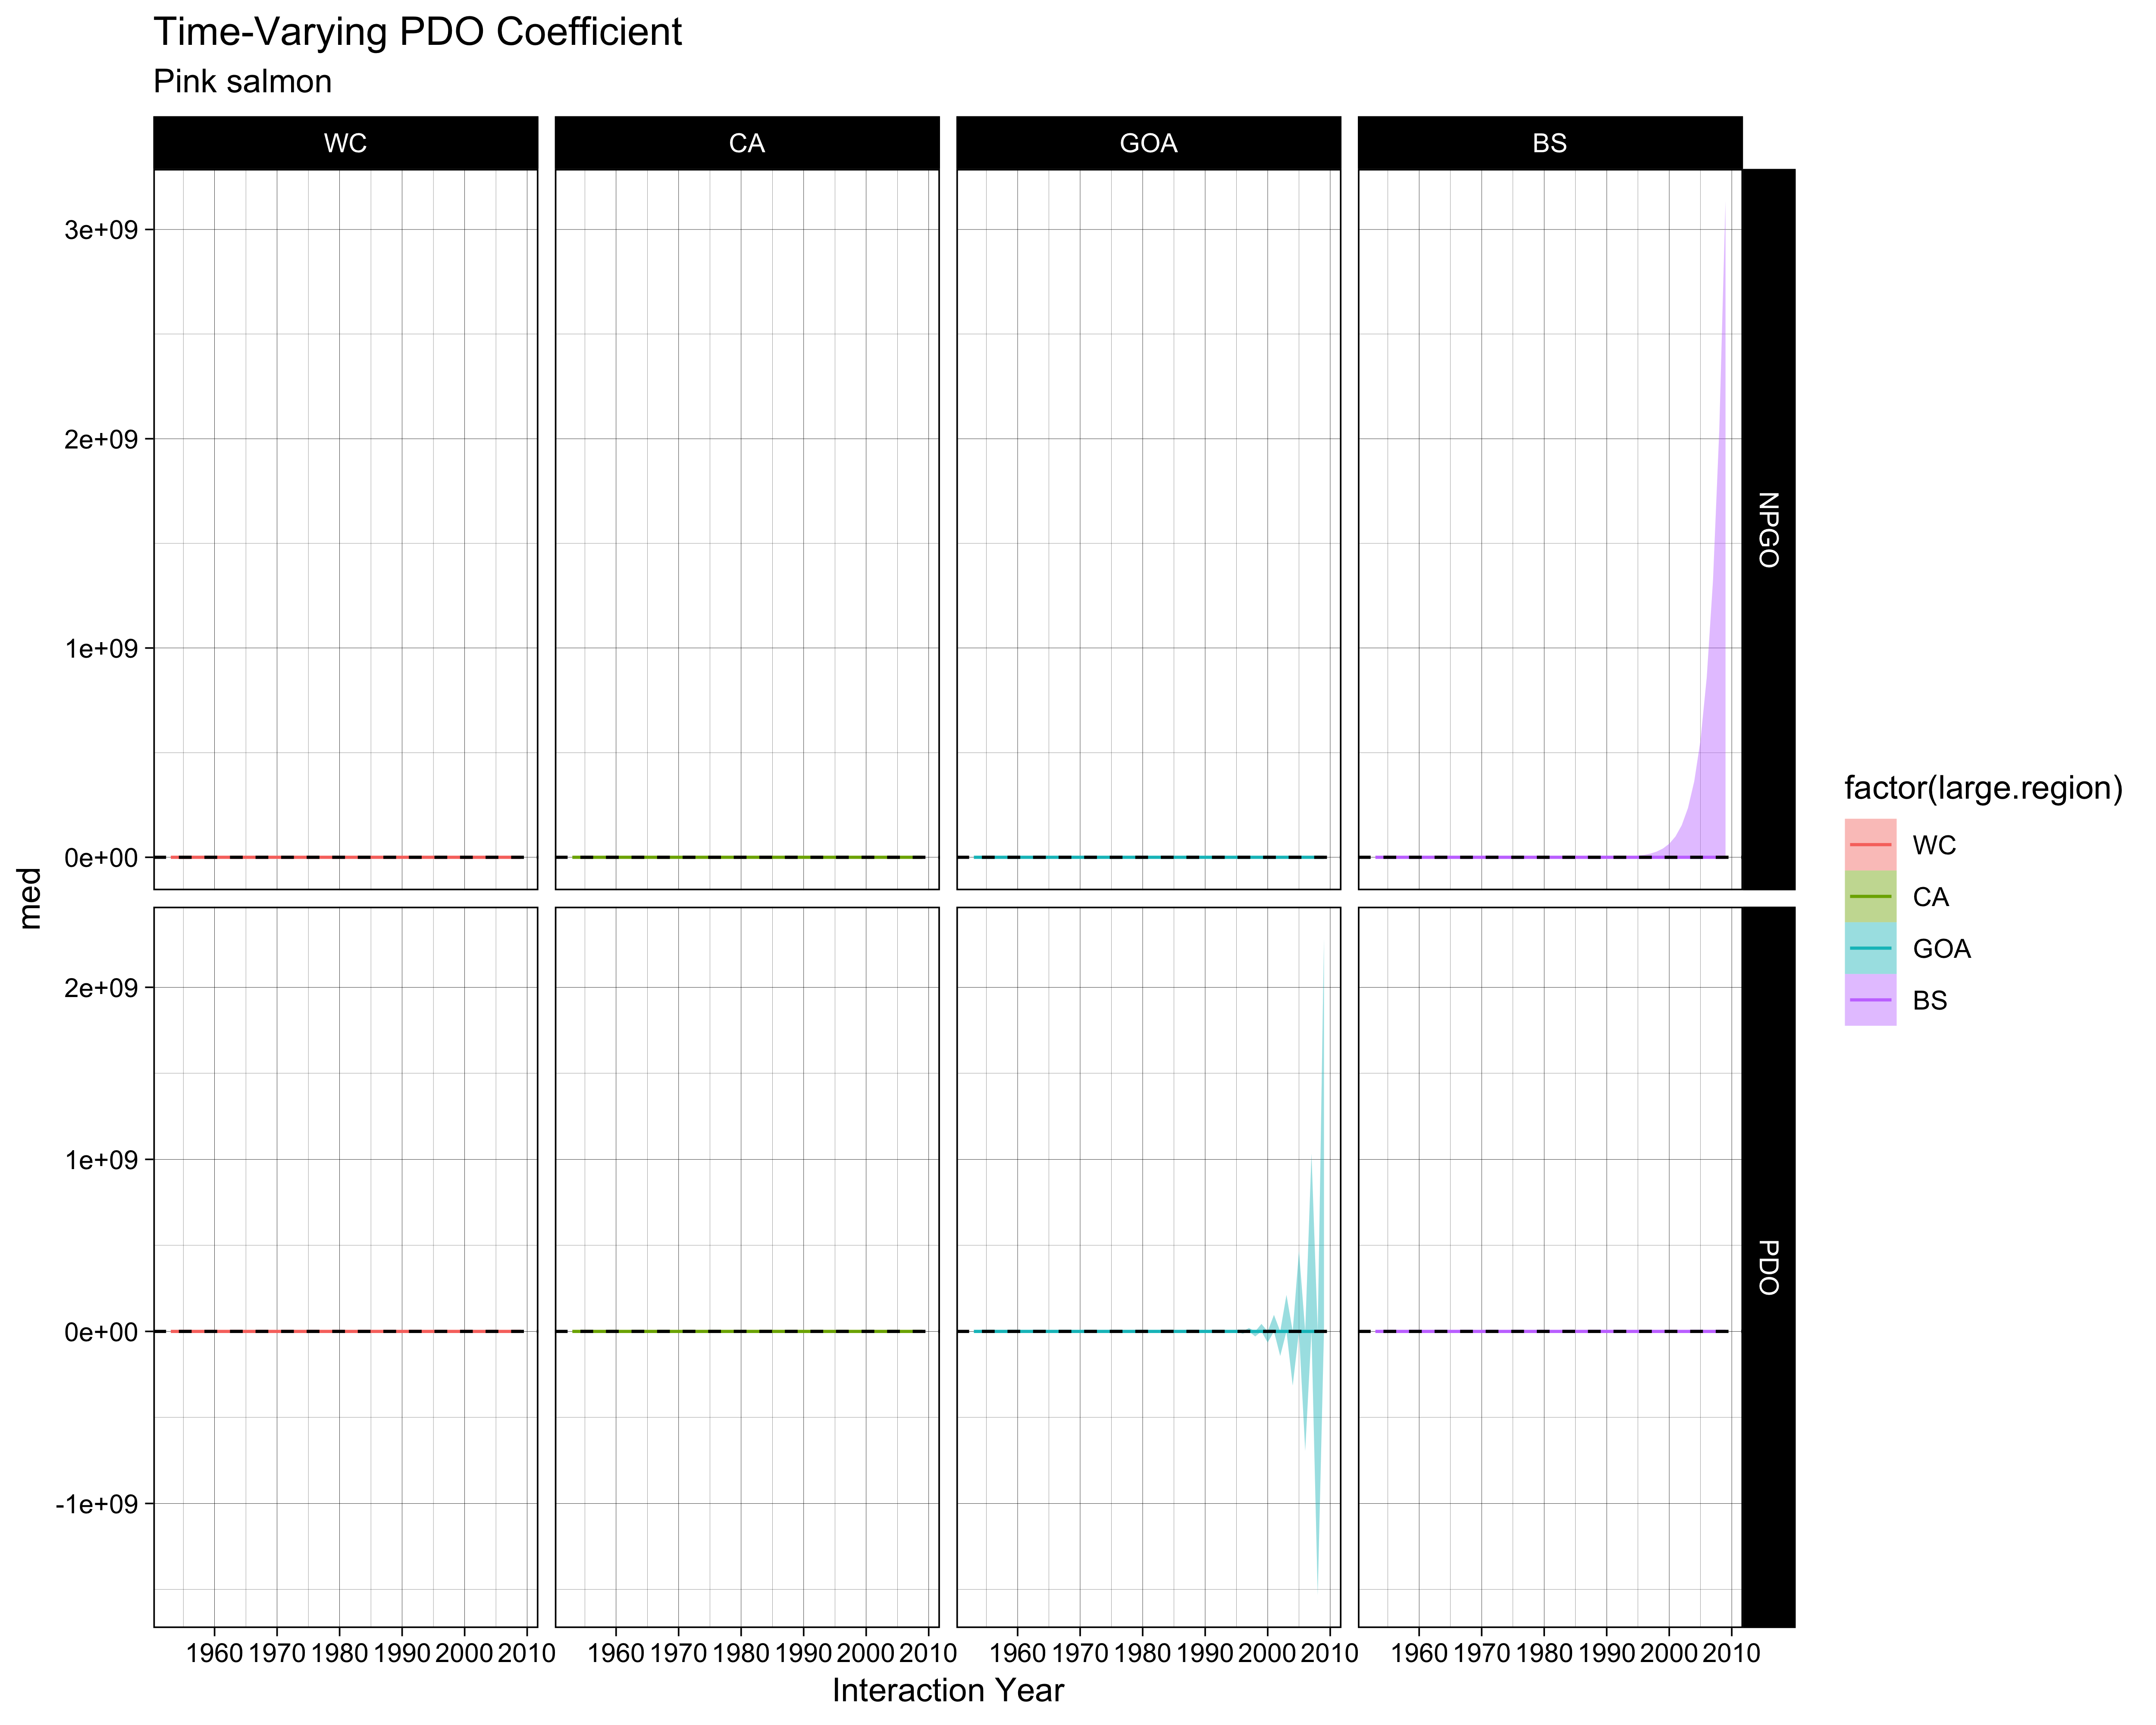 Time-Varying PDO Coefficient
Pink salmon
WC CA GOA BS
3e+09
2e+09
1e+09
0e+00
NPGO
2e+09
1e+09
0e+00
-1e+09
PDO
med
1960 1970 1980 1990 2000 2010 1960 1970 1980 1990 2000 2010 1960 1970 1980 1990 2000 2010 1960 1970 1980 1990 2000 2010
Interaction Year
factor(large.region)
WC
CA
GOA
BS